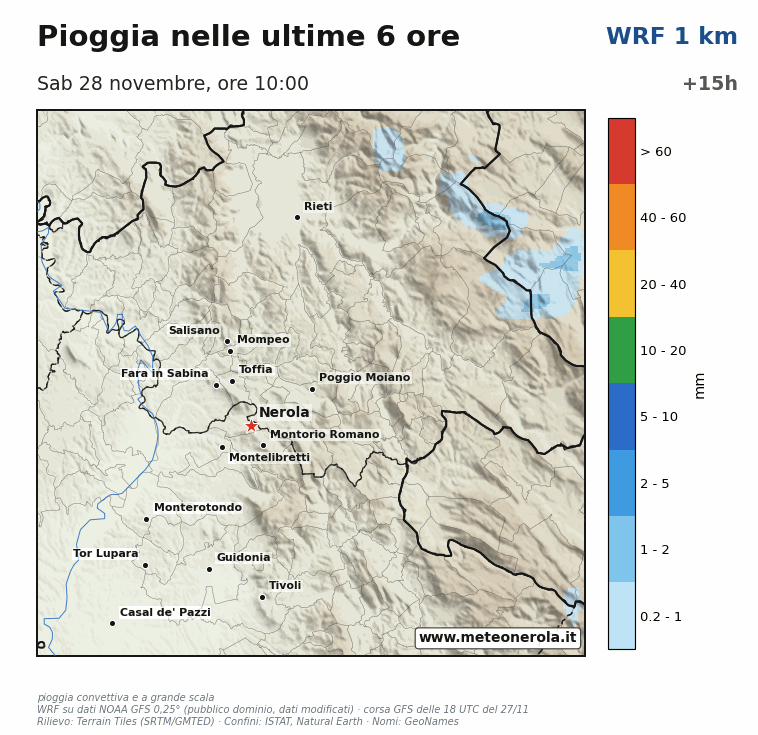 Pioggia nelle ultime 6 ore
WRF 1 km
Sab 28 novembre, ore 10:00
+15h
> 60
40 - 60
20 - 40
10 - 20
5 - 10
2 - 5
1 - 2
0.2 - 1
mm
Rieti
Salisano
Mompeo
Toffia
Fara in Sabina
Poggio Moiano
Nerola
Montorio Romano
Montelibretti
Monterotondo
Tor Lupara
Guidonia
Tivoli
Casal de' Pazzi
www.meteonerola.it
pioggia convettiva e a grande scala
WRF su dati NOAA GFS 0,25° (pubblico dominio, dati modificati) · corsa GFS delle 18 UTC del 27/11
Rilievo: Terrain Tiles (SRTM/GMTED) · Confini: ISTAT, Natural Earth · Nomi: GeoNames